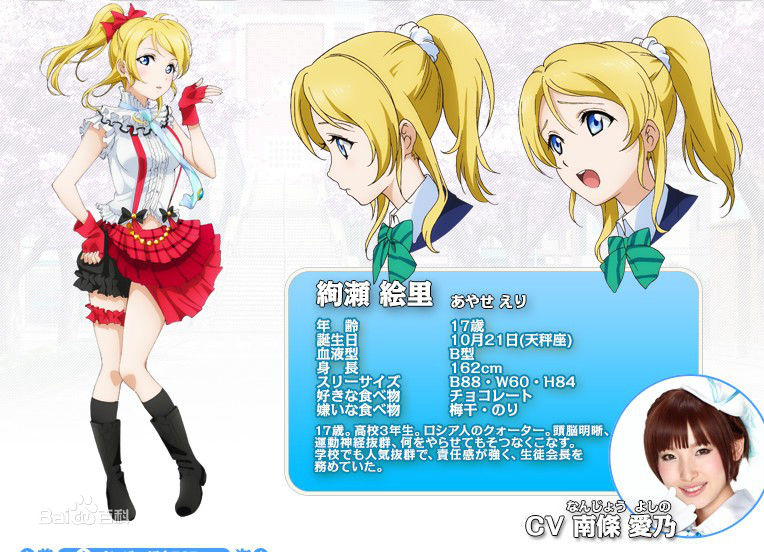 絢瀬 絵里 あやせ えり
年 齢 17歳
誕生日 10月21日(天秤座)
血液型 B型
身 長 162cm
スリーサイズ B88・W60・H84
好きな食べ物 チョコレート
嫌いな食べ物 梅干・のり
17歳。高校3年生。ロシア人のクォーター。頭脳明晰、
運動神経抜群、何をやらせてもそつなくこなす。
学校でも人気抜群で、責任感が強く、生徒会長を
務めていた。
なんじょう よしの
CV 南條 愛乃
Baidu百科